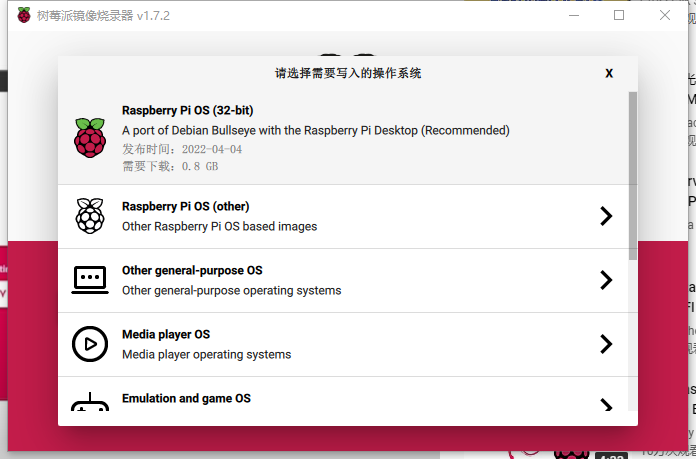 树莓派镜像烧录器 v1.7.2
请选择需要写入的操作系统
X
Raspberry Pi OS (32-bit)
A port of Debian Bullseye with the Raspberry Pi Desktop (Recommended)
发布时间：2022-04-04
需要下载：0.8 GB
Raspberry Pi OS (other)
Other Raspberry Pi OS based images
Other general-purpose OS
Other general-purpose operating systems
Media player OS
Media player operating systems
Emulation and game OS